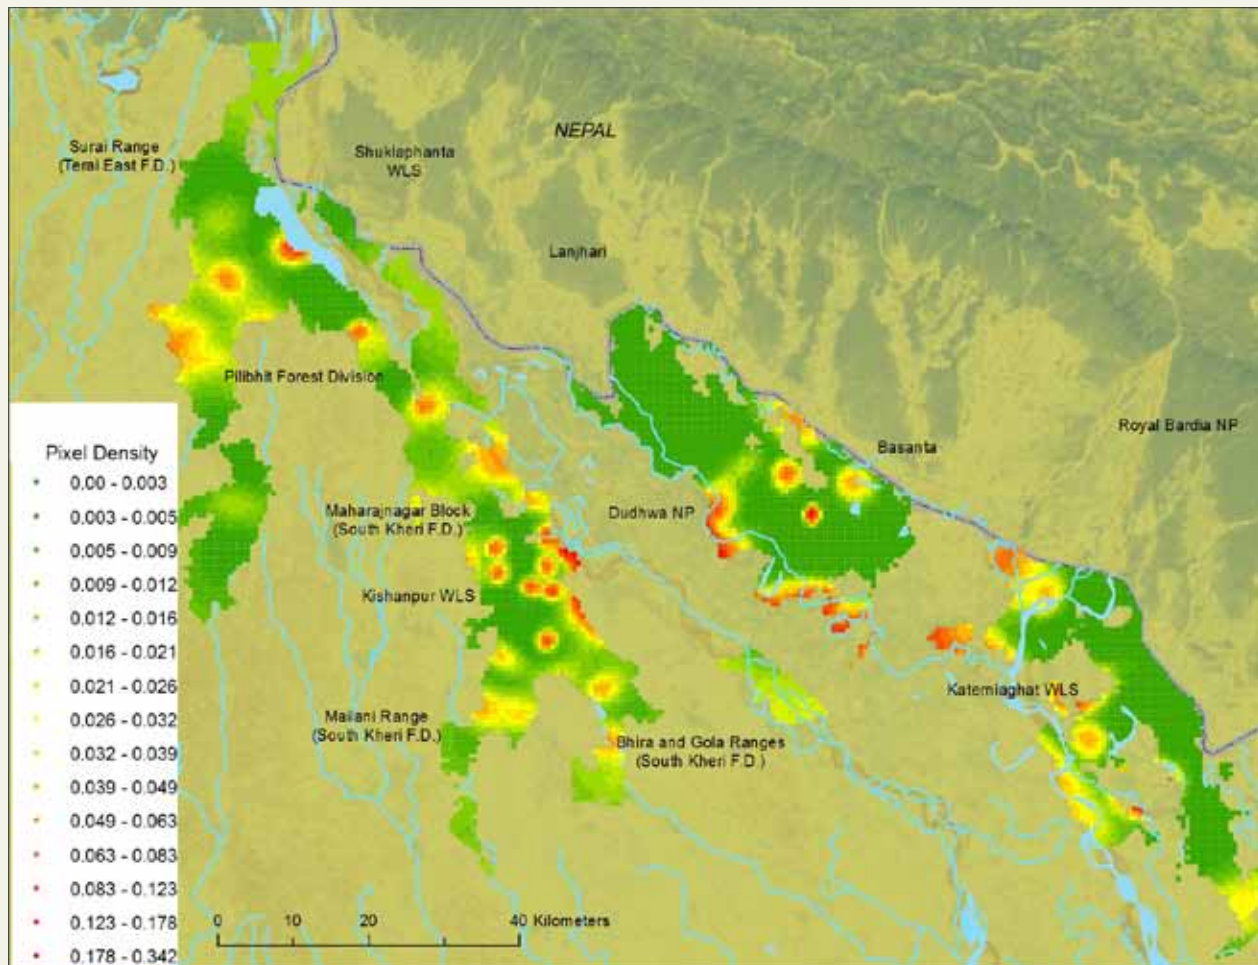 NEPAL
Surai Range
(Terai East F.D.)
Shuklaphanta
WLS
Lanjhari
Pilibhit Forest Division
Royal Bardia NP
Basanta
Maharajnagar Block
(South Kheri F.D.)
Dudhwa NP
Kishanpur WLS
Katerniaghat WLS
Mailani Range
(South Kheri F.D.)
Bhira and Gola Ranges
(South Kheri F.D.)
Pixel Density
0.00 - 0.003
0.003 - 0.005
0.005 - 0.009
0.009 - 0.012
0.012 - 0.016
0.016 - 0.021
0.021 - 0.026
0.026 - 0.032
0.032 - 0.039
0.039 - 0.049
0.049 - 0.063
0.063 - 0.083
0.083 - 0.123
0.123 - 0.178
0.178 - 0.342
0 10 20 40 Kilometers